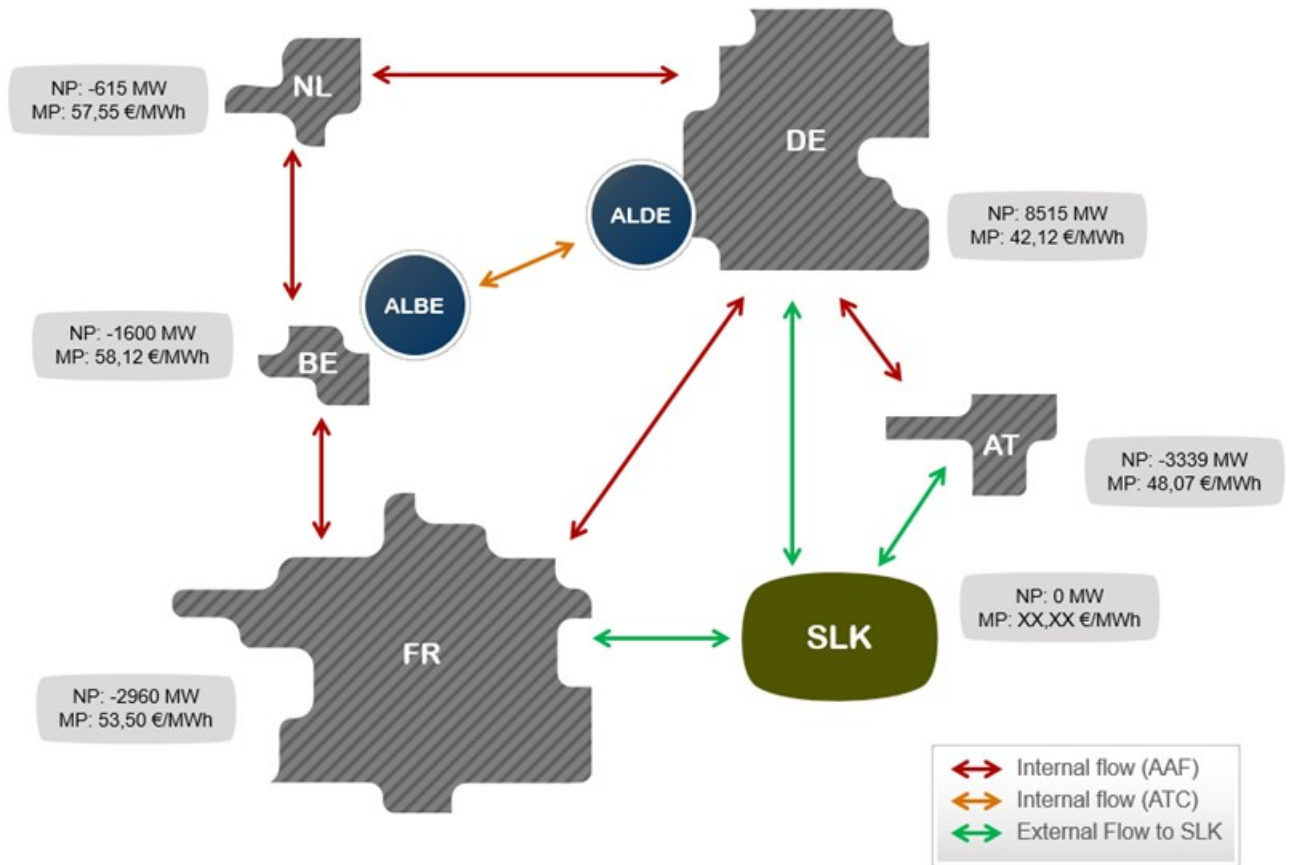 NL
NP: -615 MW
MP: 57,55 €/MWh
DE
ALDE
NP: 8515 MW
MP: 42,12 €/MWh
ALBE
NP: -1600 MW
MP: 58,12 €/MWh
BE
AT
NP: -3339 MW
MP: 48,07 €/MWh
NP: 0 MW
MP: XX,XX €/MWh
SLK
FR
NP: -2960 MW
MP: 53,50 €/MWh
Internal flow (AAF)
Internal flow (ATC)
External Flow to SLK